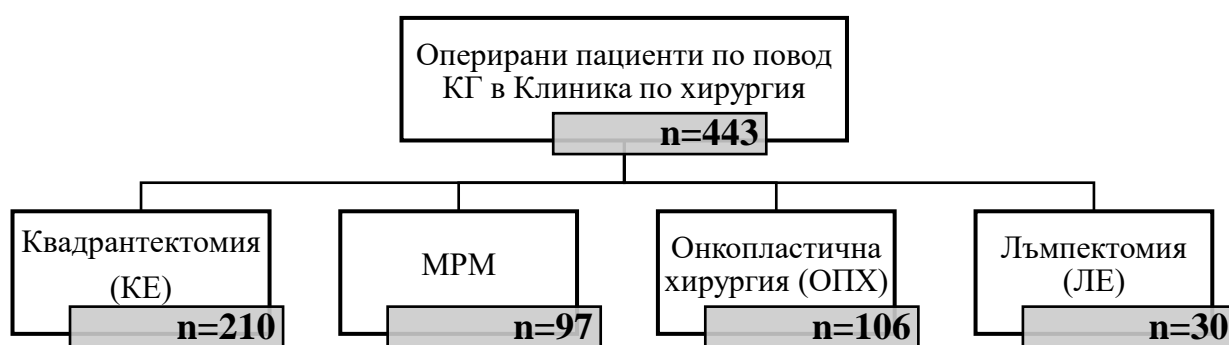 Оперирани пациенти по повод
КГ в Клиника по хирургия
n=443
Квадрантектомия
(КЕ)
n=210
МРМ
n=97
Онкопластична
хирургия (ОПХ)
n=106
Лъмпектомия
(ЛЕ)
n=30